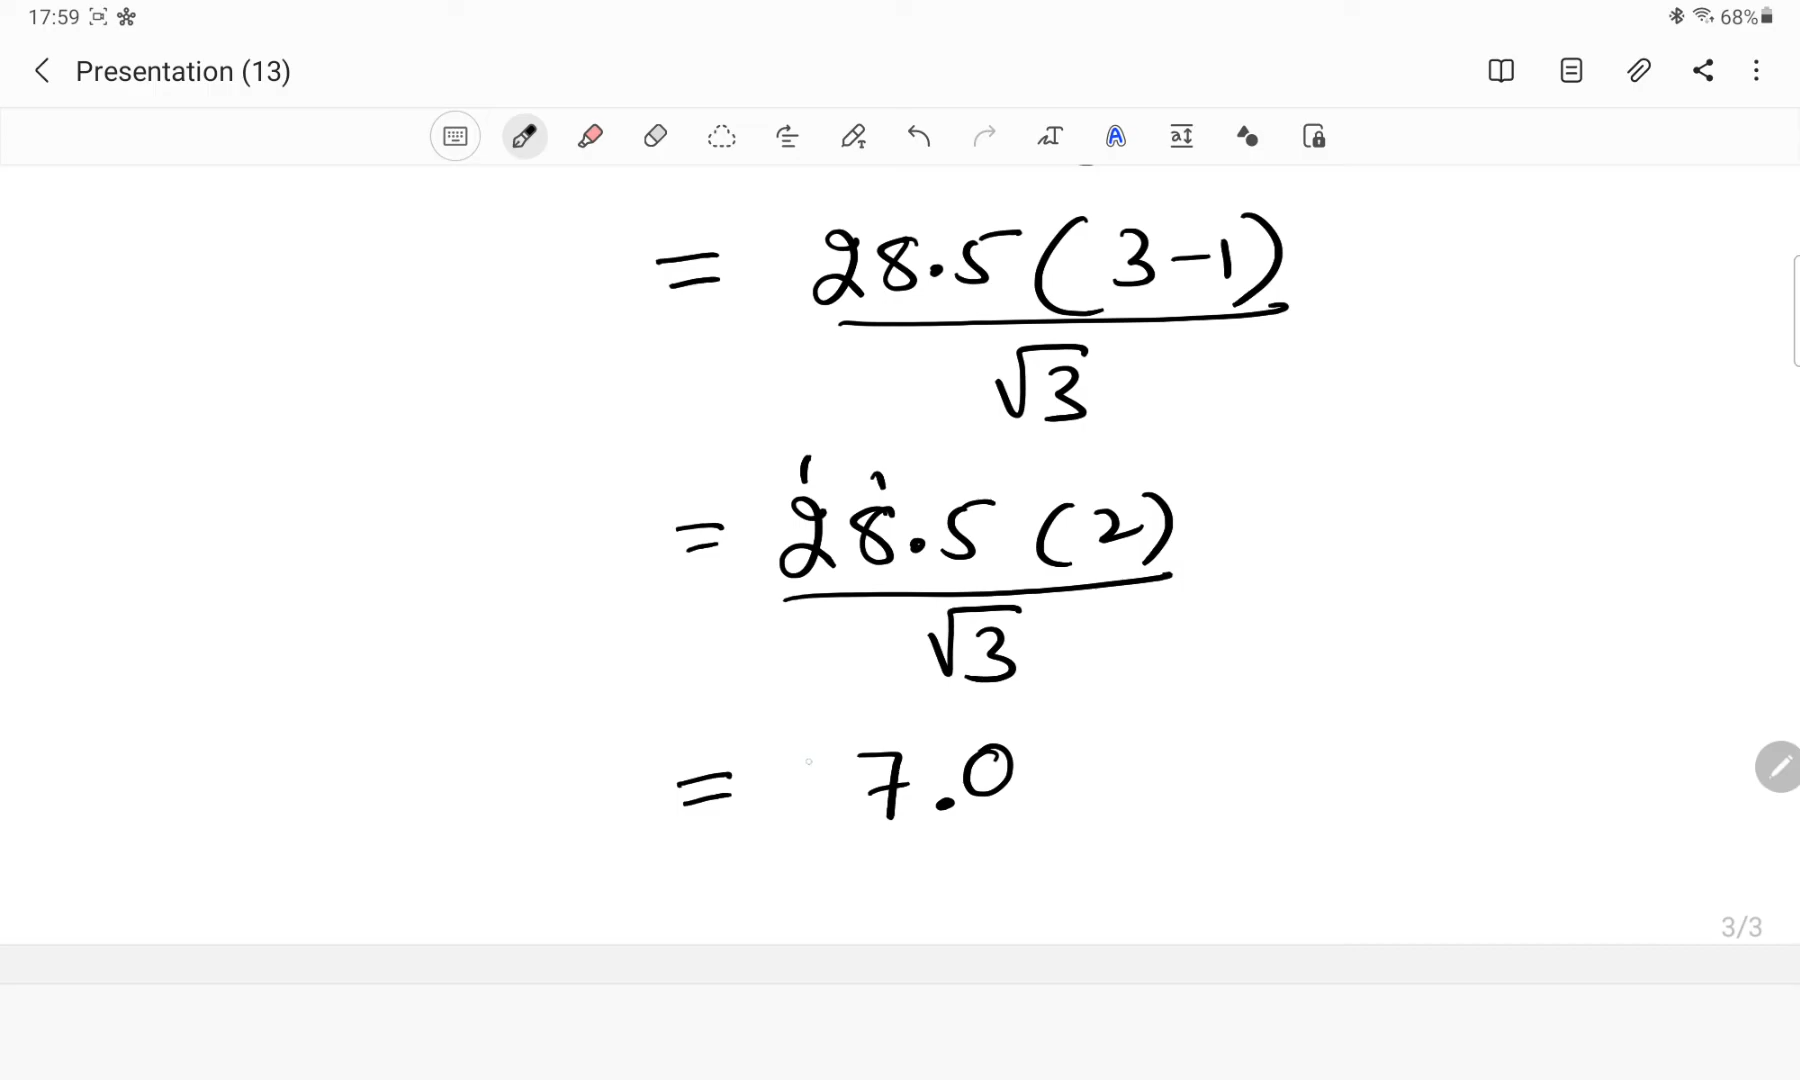 17:59 68%
Presentation (13)
= 28.5 (3-1)
√3
= 28.5 (2)
√3
= 7.0
3/3